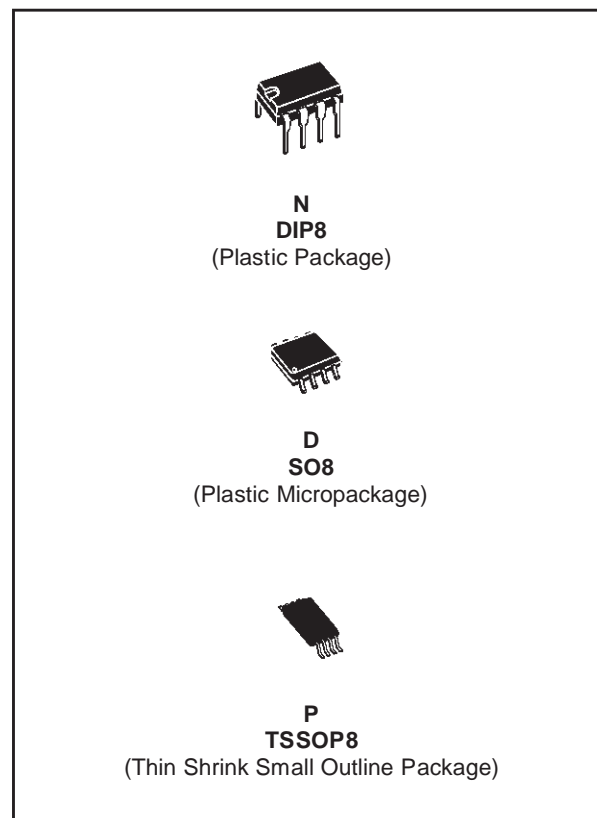 N
DIP8
(Plastic Package)
D
SO8
(Plastic Micropackage)
P
TSSOP8
(Thin Shrink Small Outline Package)